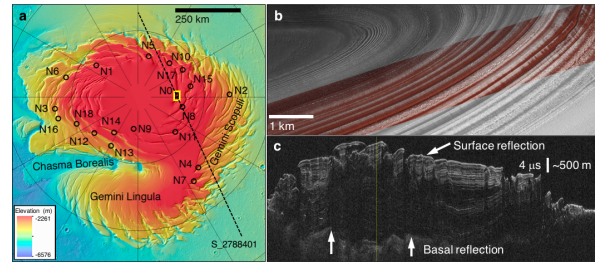 a
250 km
N5
N10
N17
N1
N6
N15
N0
N2
N3
N8
N18
N16
N14
N9
N11
N12
N13
Gemini Scopuli
Chasma Borealis
N4
N7
Gemini Lingula
Elevation (m)
-2261
-6576
S_2788401
b
1 km
c
Surface reflection
4 µs
~500 m
Basal reflection